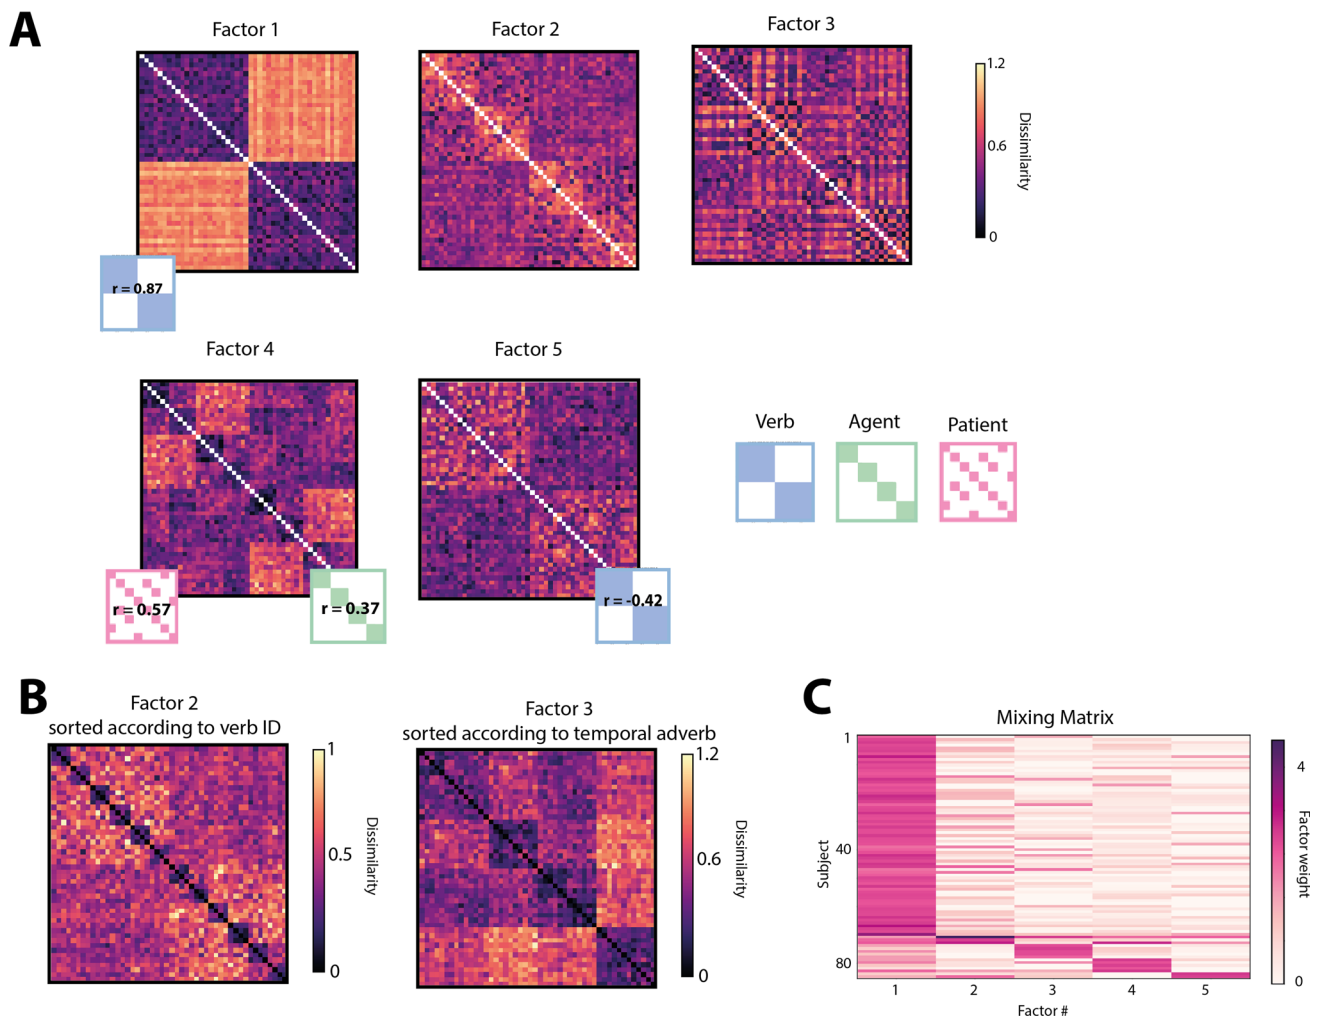 A
Factor 1
Factor 2
Factor 3
1.2
0.6
0
Dissimilarity
r = 0.87
Factor 4
Factor 5
Verb
Agent
Patient
r = 0.57
r = 0.37
r = -0.42
B
Factor 2
sorted according to verb ID
1
0.5
0
Dissimilarity
Factor 3
sorted according to temporal adverb
1.2
0.6
0
Dissimilarity
C
Mixing Matrix
1
40
80
Subject
1 2 3 4 5
Factor #
4
0
Factor weight